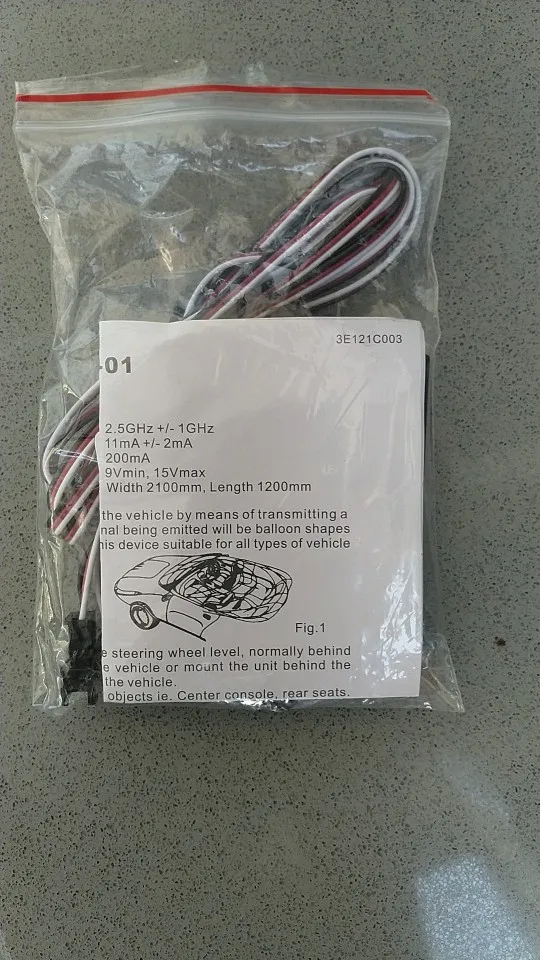 3E121C003
-01
2.5GHz +/- 1GHz
11mA +/- 2mA
200mA
9Vmin, 15Vmax
Width 2100mm, Length 1200mm
the vehicle by means of transmitting a
nal being emitted will be balloon shapes
his device suitable for all types of vehicle
Fig.1
e steering wheel level, normally behind
e vehicle or mount the unit behind the
the vehicle.
objects ie. Center console, rear seats.